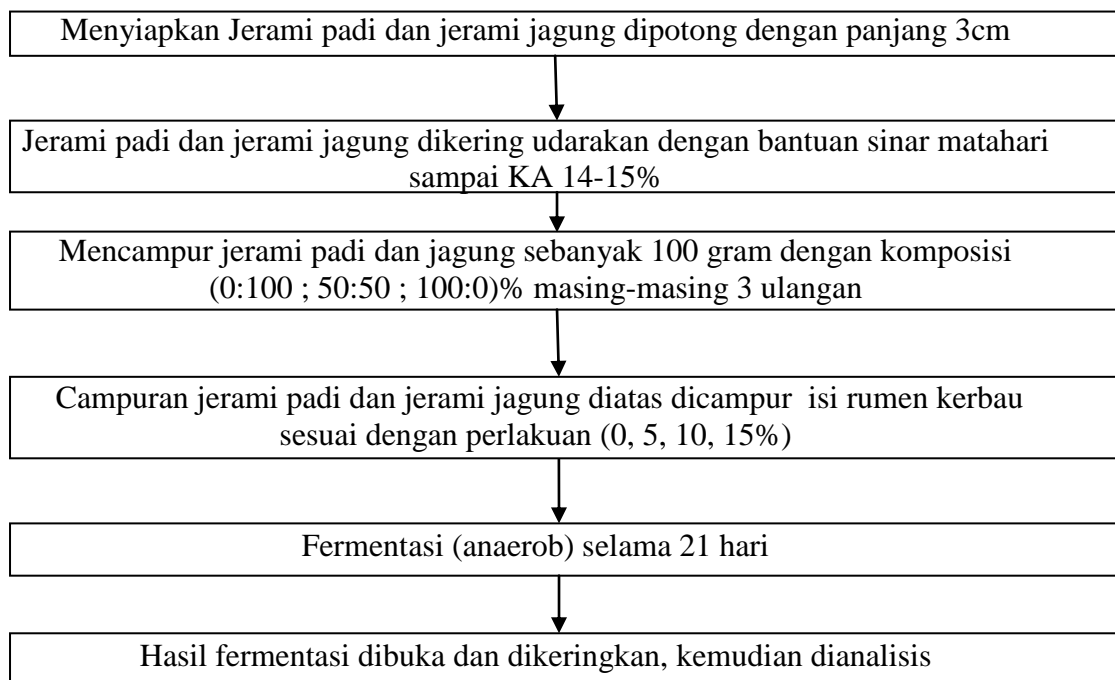 Menyiapkan Jerami padi dan jerami jagung dipotong dengan panjang 3cm
Jerami padi dan jerami jagung dikering udarakan dengan bantuan sinar matahari
sampai KA 14-15%
Mencampur jerami padi dan jagung sebanyak 100 gram dengan komposisi
(0:100 ; 50:50 ; 100:0)% masing-masing 3 ulangan
Campuran jerami padi dan jerami jagung diatas dicampur isi rumen kerbau
sesuai dengan perlakuan (0, 5, 10, 15%)
Fermentasi (anaerob) selama 21 hari
Hasil fermentasi dibuka dan dikeringkan, kemudian dianalisis